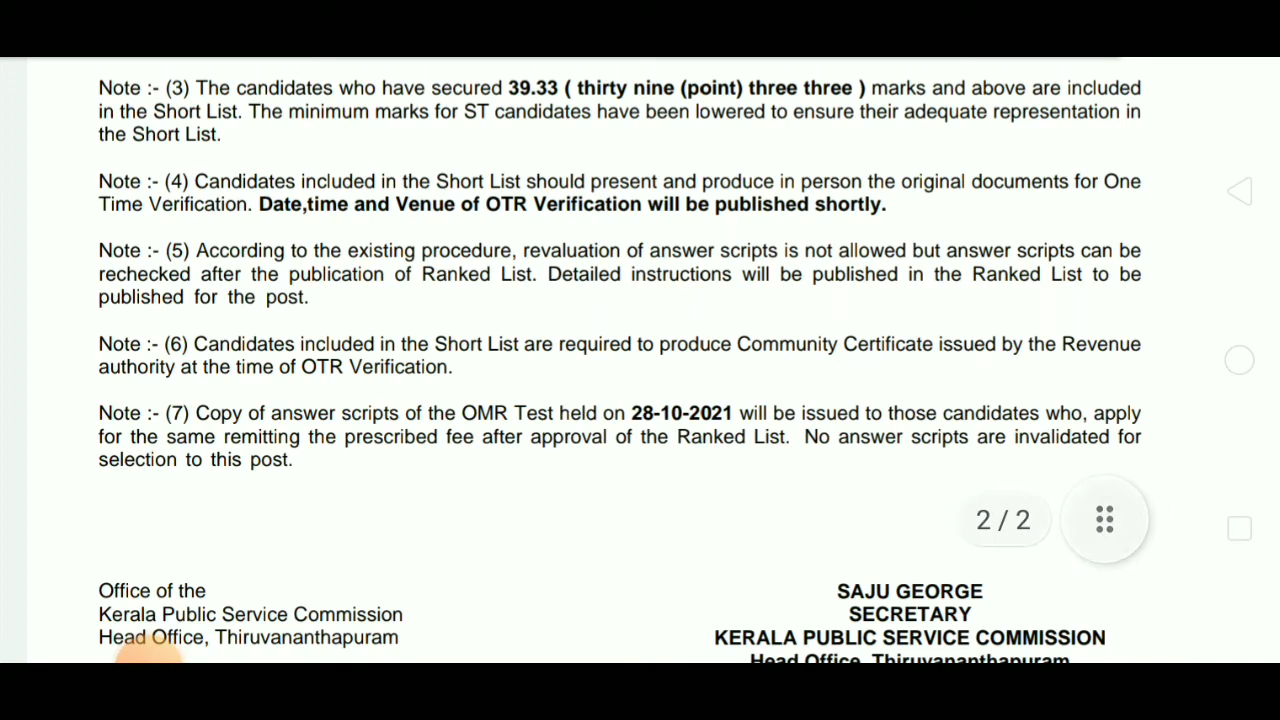 Note :- (3) The candidates who have secured 39.33 ( thirty nine (point) three three ) marks and above are included
in the Short List. The minimum marks for ST candidates have been lowered to ensure their adequate representation in
the Short List.
Note :- (4) Candidates included in the Short List should present and produce in person the original documents for One
Time Verification. Date,time and Venue of OTR Verification will be published shortly.
Note :- (5) According to the existing procedure, revaluation of answer scripts is not allowed but answer scripts can be
rechecked after the publication of Ranked List. Detailed instructions will be published in the Ranked List to be
published for the post.
Note :- (6) Candidates included in the Short List are required to produce Community Certificate issued by the Revenue
authority at the time of OTR Verification.
Note :- (7) Copy of answer scripts of the OMR Test held on 28-10-2021 will be issued to those candidates who, apply
for the same remitting the prescribed fee after approval of the Ranked List. No answer scripts are invalidated for
selection to this post.
2 / 2
Office of the
Kerala Public Service Commission
Head Office, Thiruvananthapuram
SAJU GEORGE
SECRETARY
KERALA PUBLIC SERVICE COMMISSION
Head Office, Thiruvananthapuram